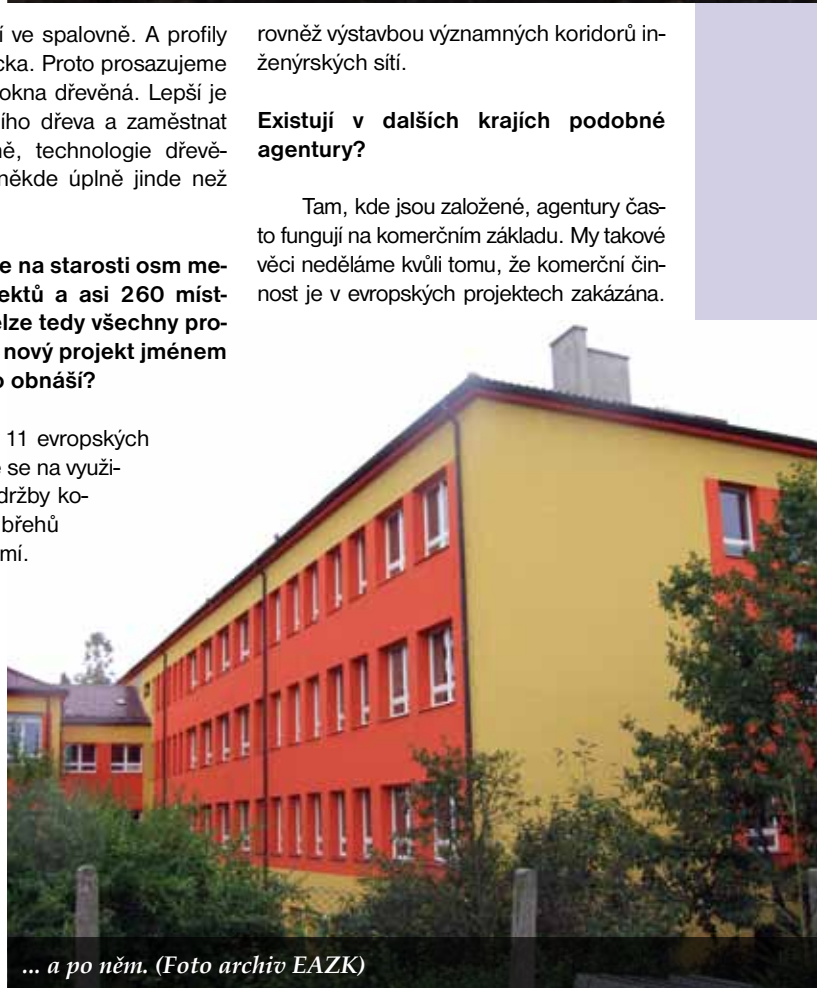 í ve spalovně. A profily
cka. Proto prosazujeme
okna dřevěná. Lepší je
ího dřeva a zaměstnat
ně, technologie dřevě-
někde úplně jinde než
e na starosti osm me-
ektů a asi 260 míst-
elze tedy všechny pro-
nový projekt jménem
o obnáší?
11 evropských
e se na využi-
držby ko-
břehů
mí.
rovněž výstavbou významných koridorů in-
ženýrských sítí.
Existují v dalších krajích podobné
agentury?
Tam, kde jsou založené, agentury čas-
to fungují na komerčním základu. My takové
věci neděláme kvůli tomu, že komerční čin-
nost je v evropských projektech zakázána.
... a po něm. (Foto archiv EAZK)